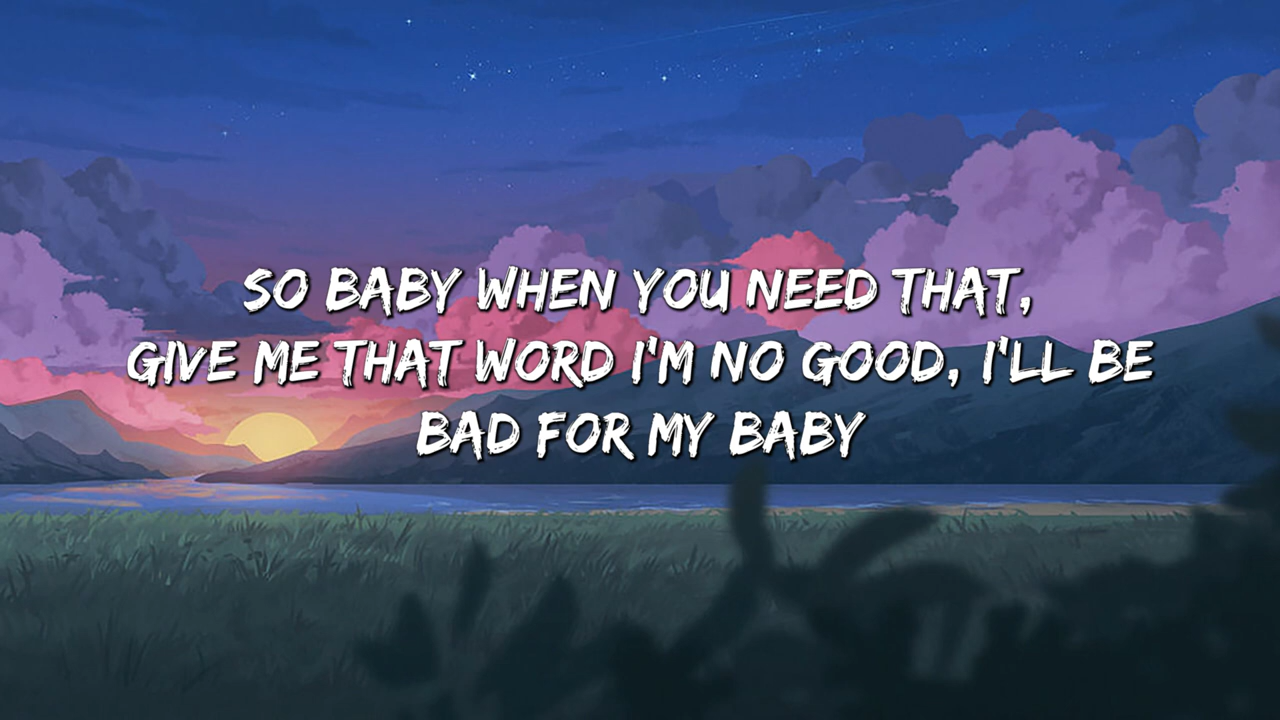 SO BABY WHEN YOU NEED THAT,
GIVE ME THAT WORD I'M NO GOOD, I'LL BE
BAD FOR MY BABY